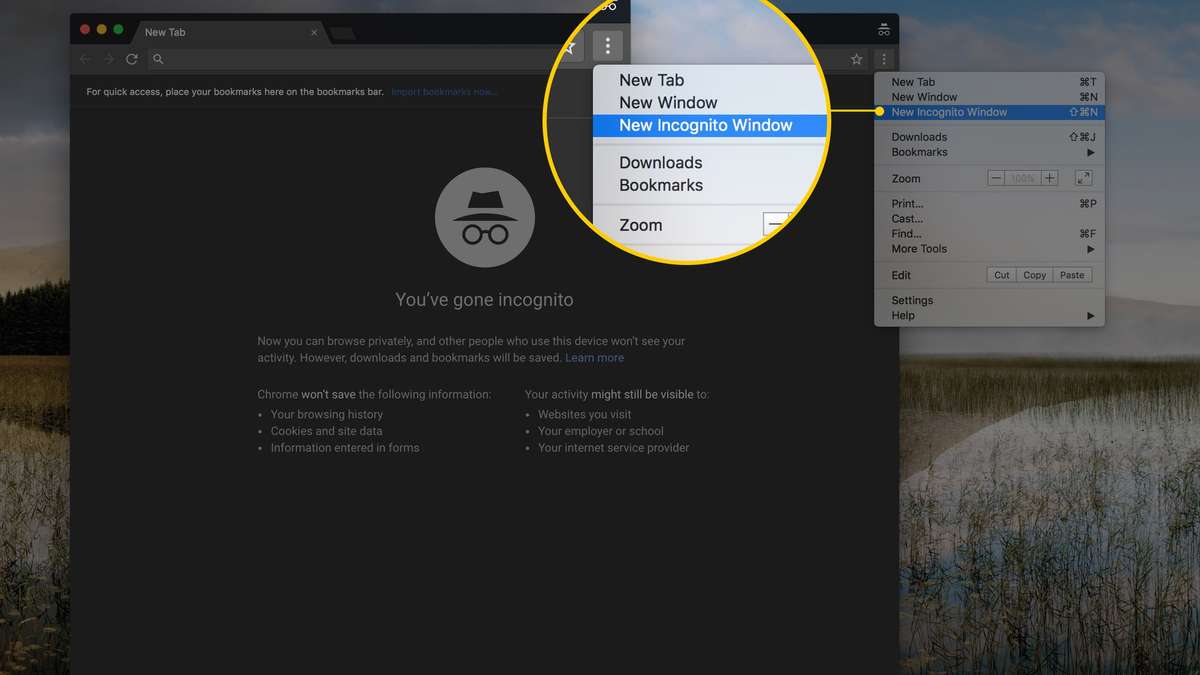 New Tab
For quick access, place your bookmarks here on the bookmarks bar. Import bookmarks now...
You've gone incognito
Now you can browse privately, and other people who use this device won't see your
activity. However, downloads and bookmarks will be saved. Learn more
Chrome won't save the following information:
• Your browsing history
• Cookies and site data
• Information entered in forms
Your activity might still be visible to:
• Websites you visit
• Your employer or school
• Your internet service provider
New Tab
New Window
New Incognito Window
Downloads
Bookmarks
Zoom
New Tab ⌘T
New Window ⌘N
New Incognito Window ⇧⌘N
Downloads ⇧⌘J
Bookmarks ▶
Zoom — 100% +
Print... ⌘P
Cast...
Find... ⌘F
More Tools ▶
Edit Cut Copy Paste
Settings
Help ▶